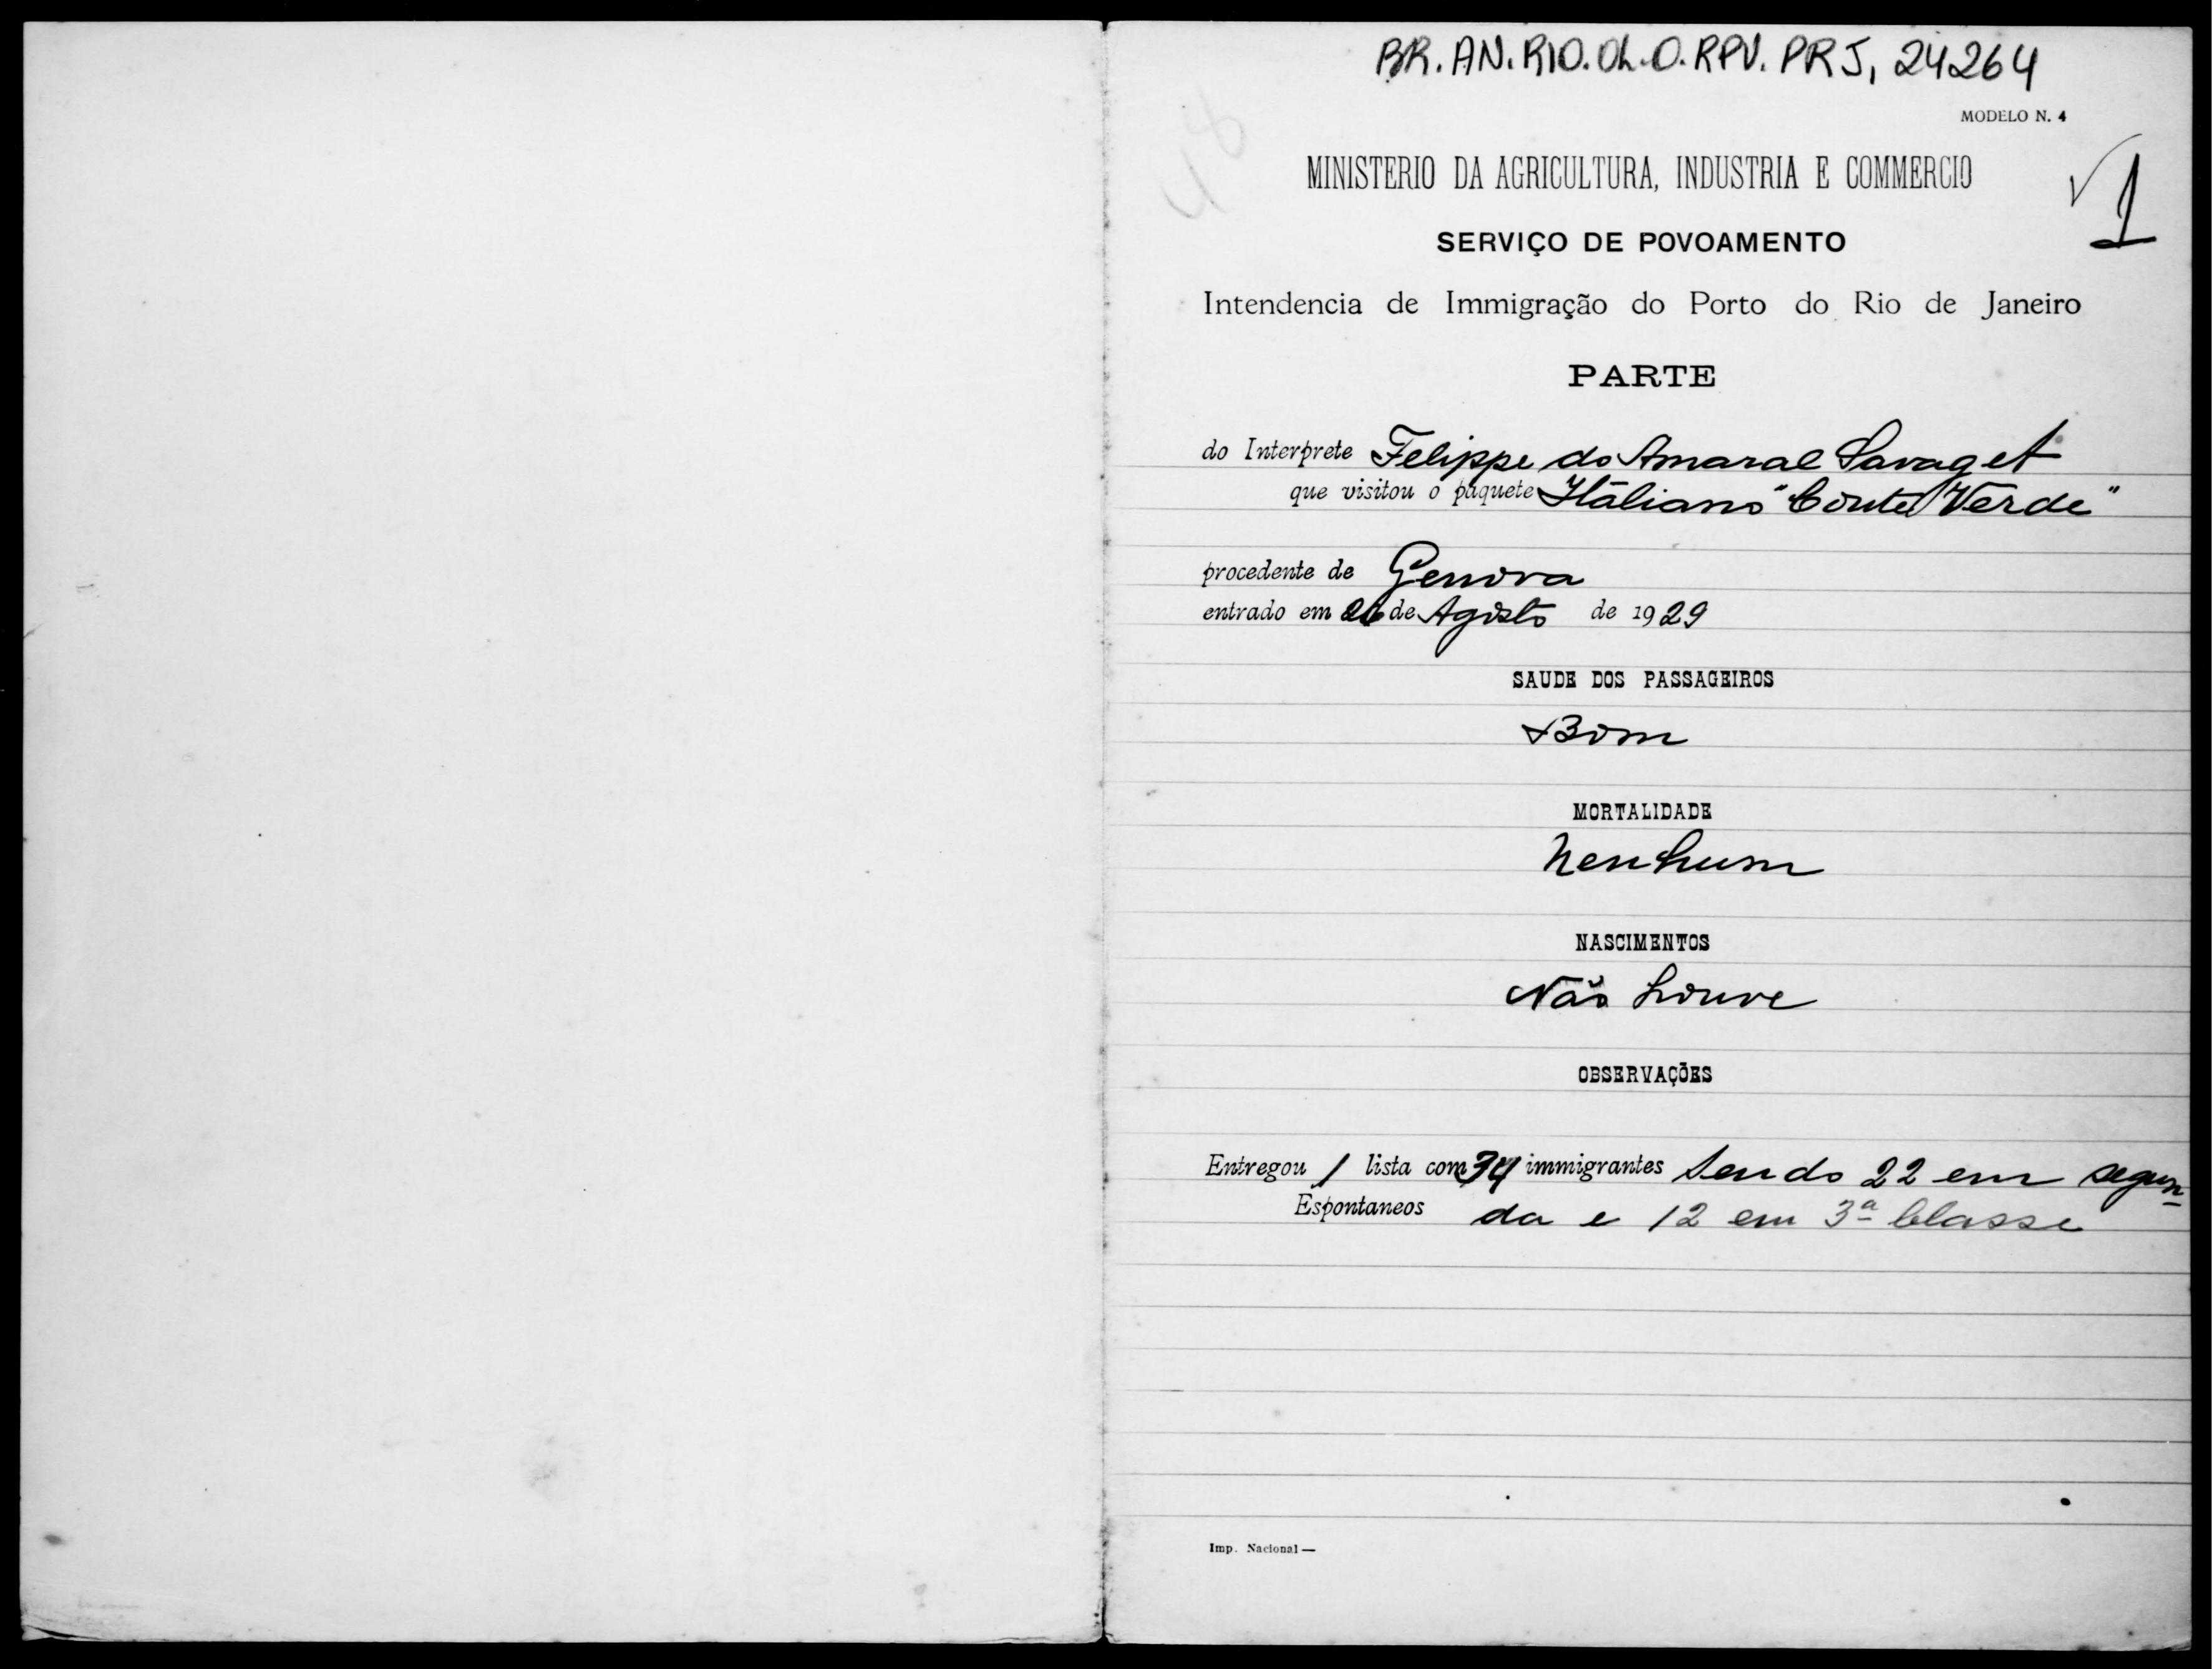 BR.AN.RIO.OL.O.RPV.PRJ, 24264
48
MODELO N. 4
MINISTERIO DA AGRICULTURA, INDUSTRIA E COMMERCIO
1
SERVIÇO DE POVOAMENTO
Intendencia de Immigração do Porto do Rio de Janeiro
PARTE
do Interprete Felippe do Amaral Savaget
que visitou o paquete Italiano "Conte Verde"
procedente de Genova
entrado em de Agosto de 1929
SAUDE DOS PASSAGEIROS
Bom
MORTALIDADE
Nenhum
NASCIMENTOS
Não houve
OBSERVAÇÕES
Entregou 1 lista com 34 immigrantes sendo 22 em segun-
Espontaneos da e 12 em 3ª classe
Imp. Nacional —